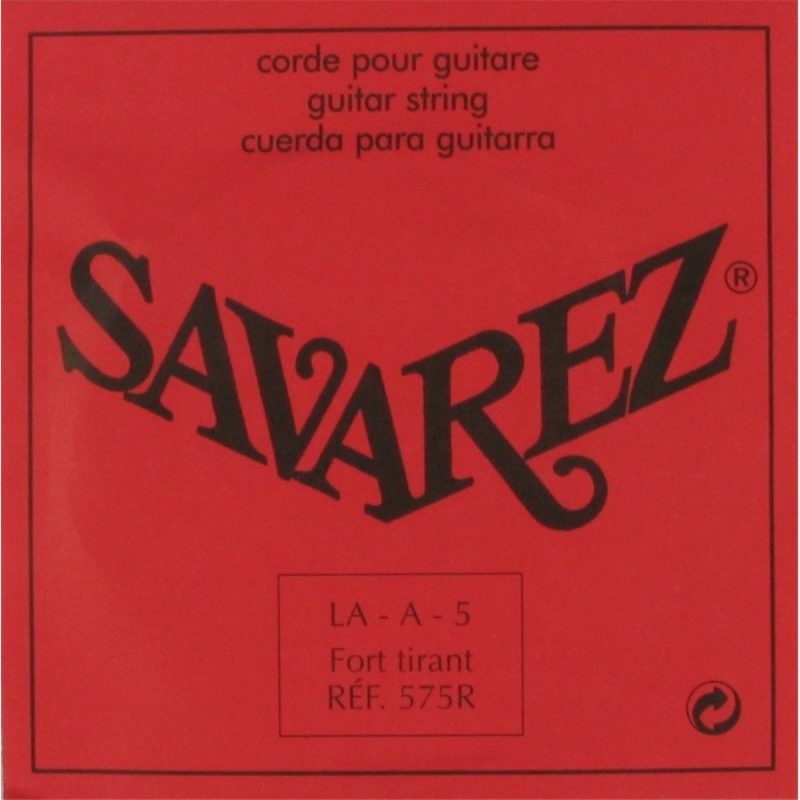 corde pour guitare
guitar string
cuerda para guitarra
SAVAREZ®
LA - A - 5
Fort tirant
RÉF. 575R